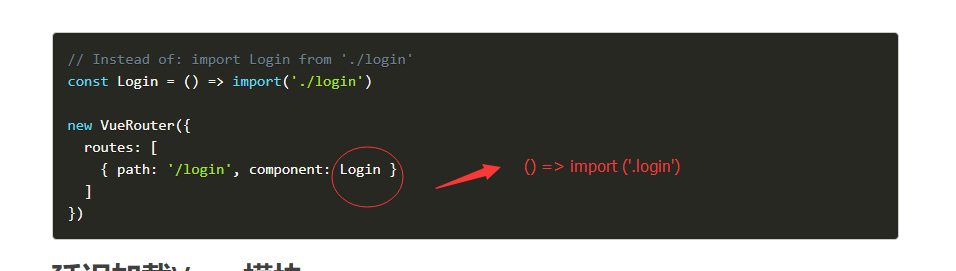 // Instead of: import Login from './login'
const Login = () => import('./login')
new VueRouter({
routes: [
{ path: '/login', component: Login }
() => import ('.login')
]
})